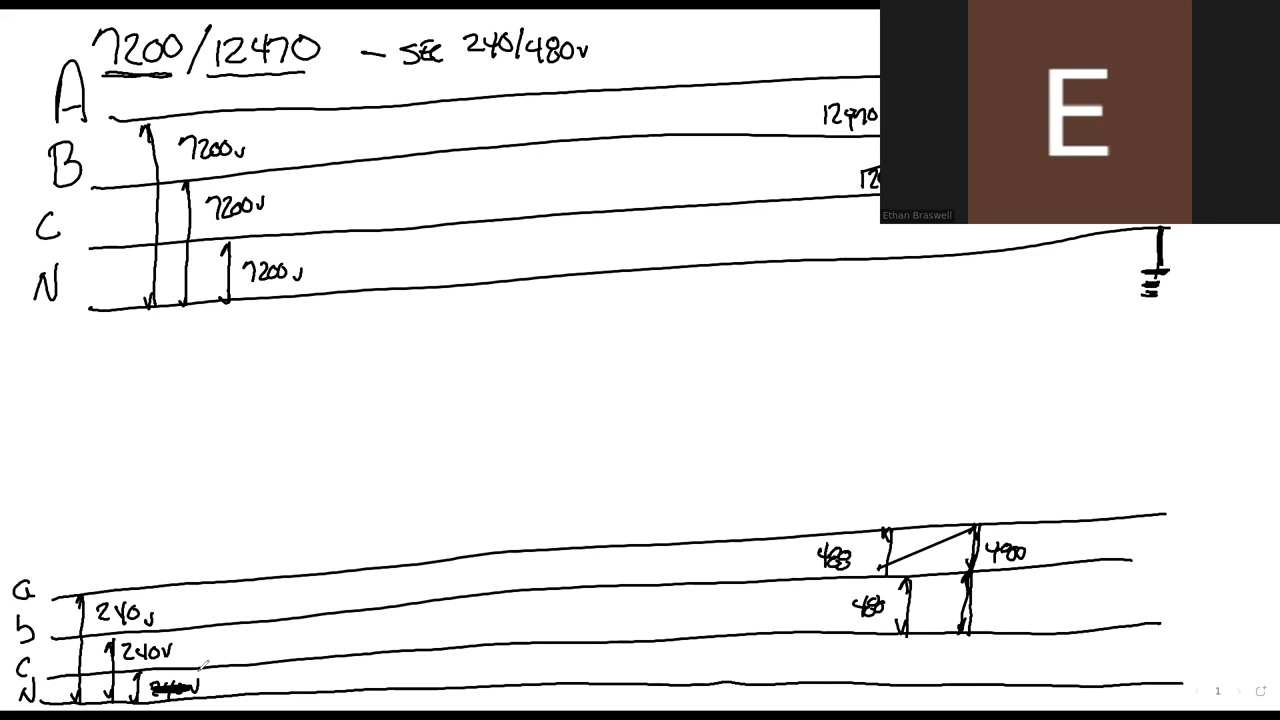 7200/12470 - SEC 240/480v
A
12470
7200v
B
12
7200v
C
E
Ethan Braswell
N
7200v
480
480
a
240v
480
b
240v
c
N
1